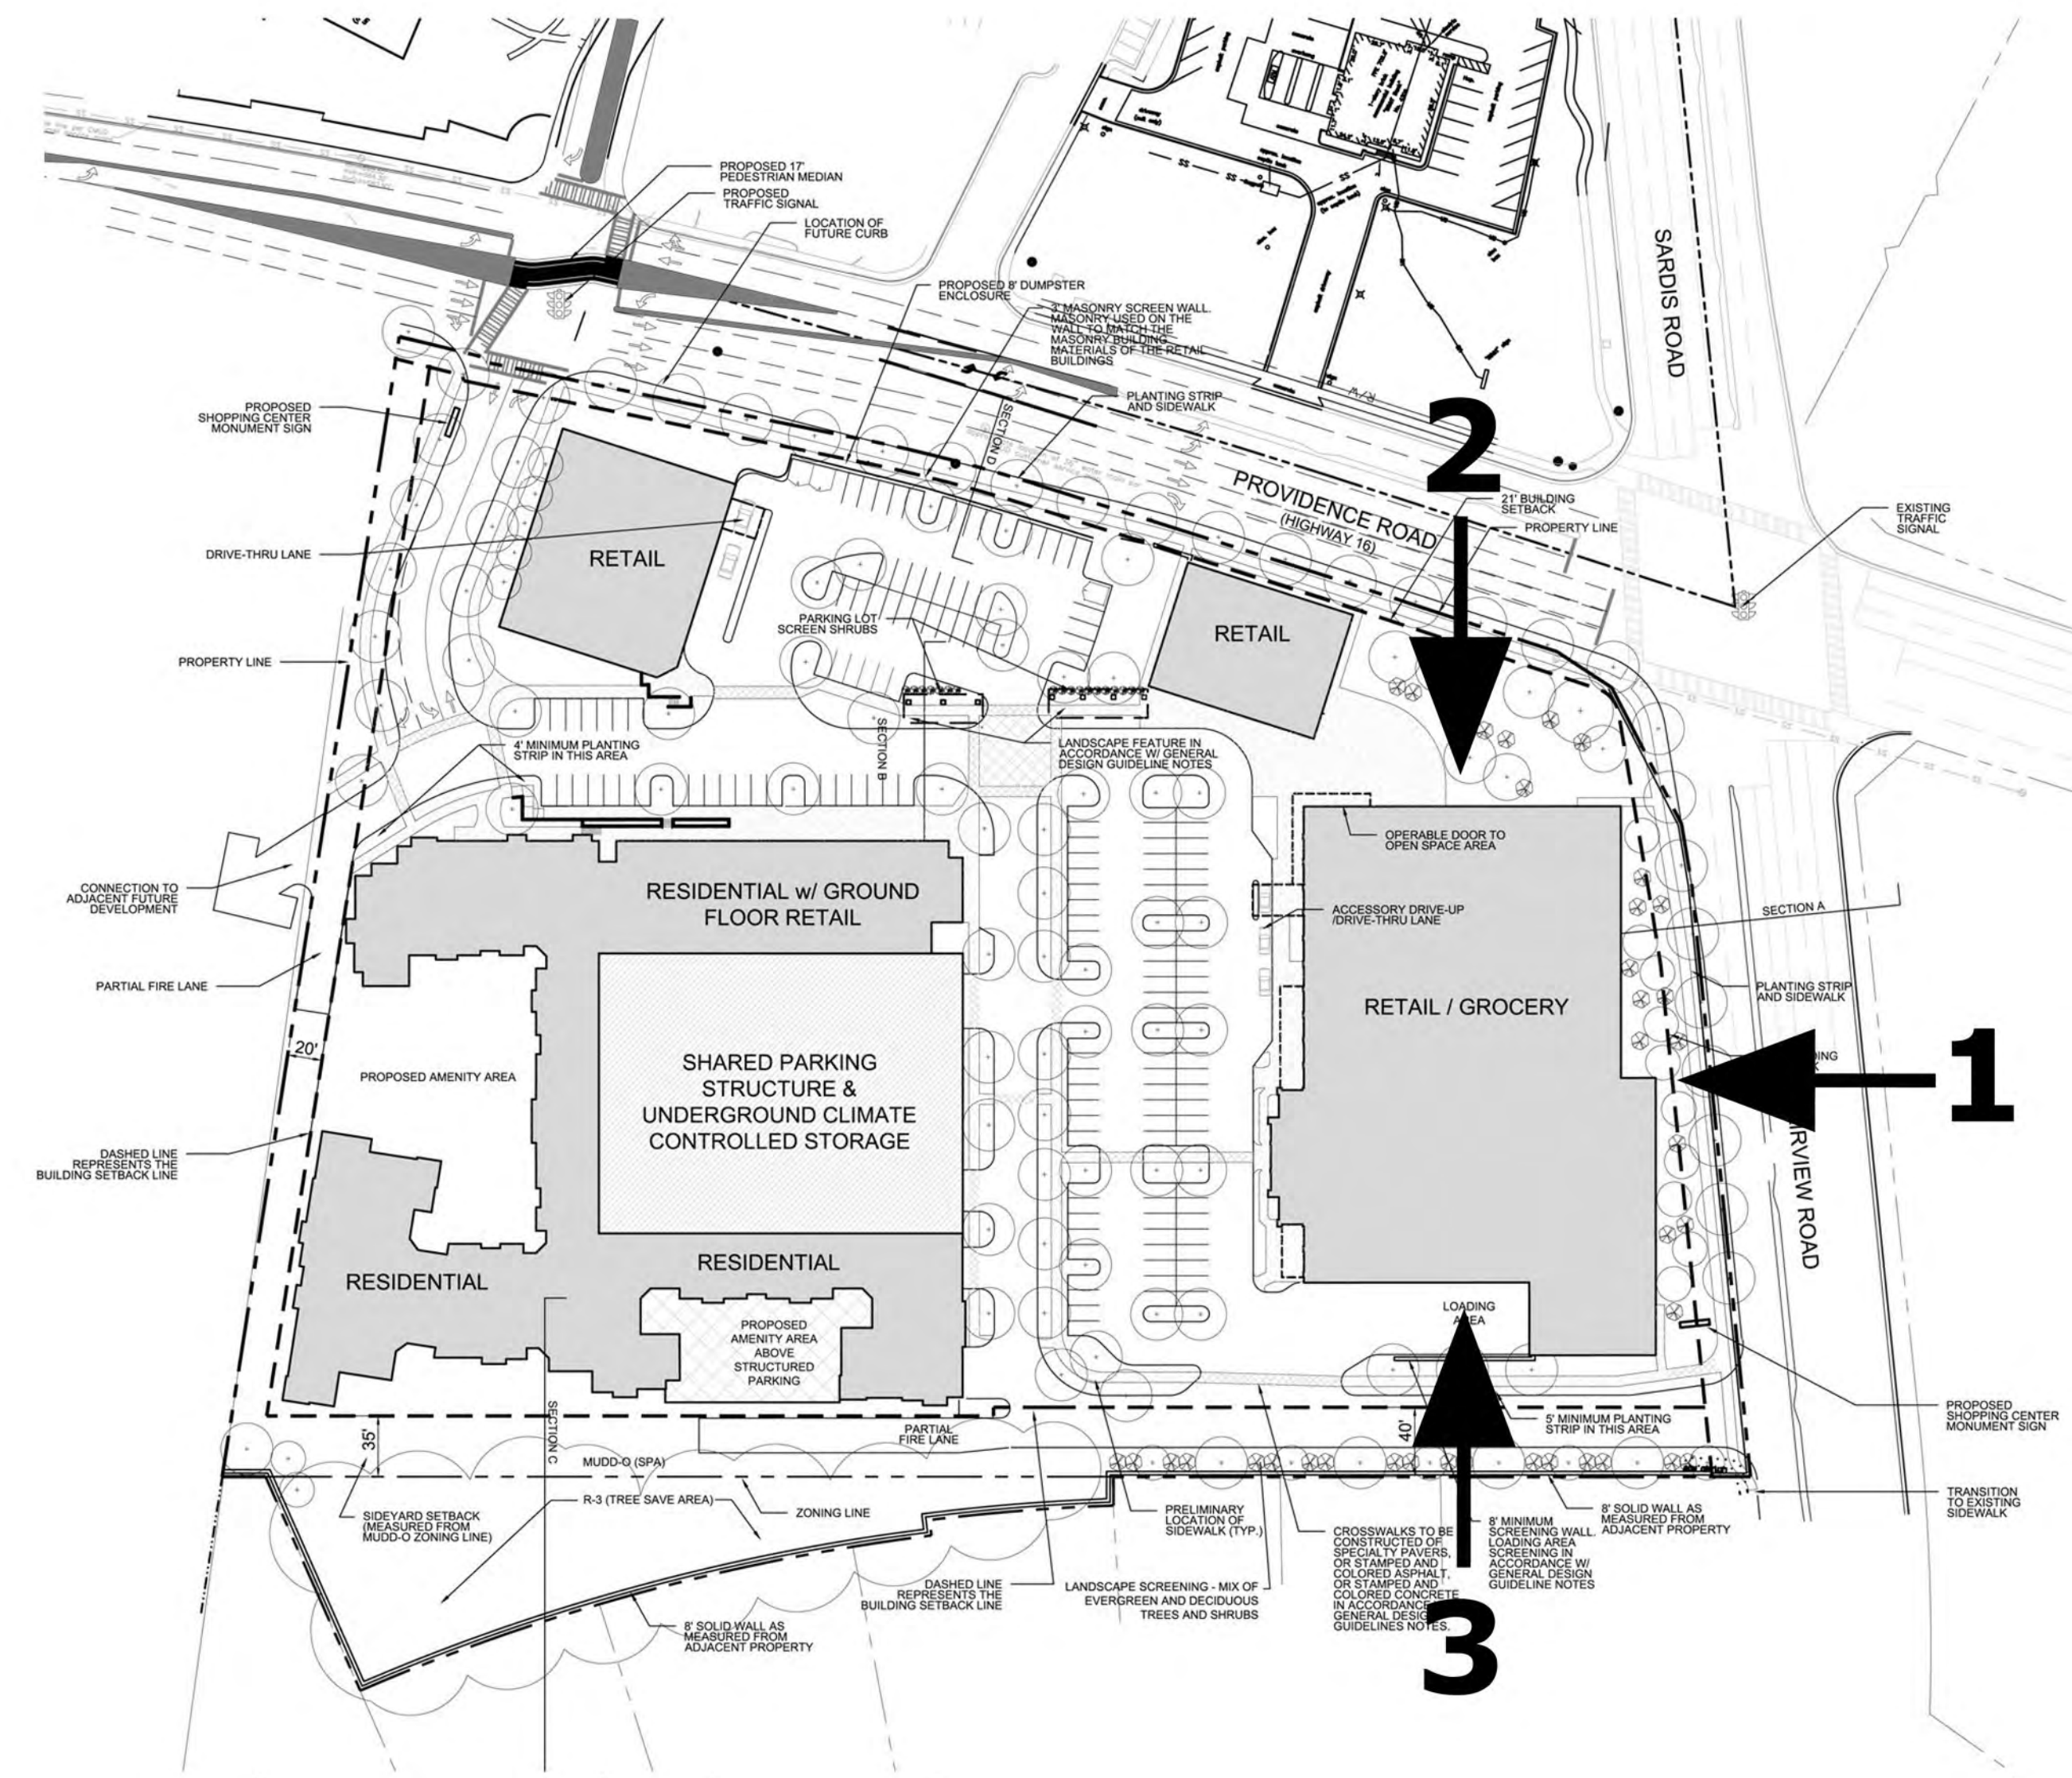 PROPOSED 17'
PEDESTRIAN MEDIAN
PROPOSED
TRAFFIC SIGNAL
LOCATION OF
FUTURE CURB
PROPOSED 8' DUMPSTER
ENCLOSURE
3' MASONRY SCREEN WALL.
MASONRY USED ON THE
WALL TO MATCH THE
MASONRY BUILDING
MATERIALS OF THE RETAIL
BUILDINGS
SARDIS ROAD
PROPOSED
SHOPPING CENTER
MONUMENT SIGN
PLANTING STRIP
AND SIDEWALK
SECTION D
R/W
2
PROVIDENCE ROAD
(HIGHWAY 16)
21' BUILDING
SETBACK
PROPERTY LINE
EXISTING
TRAFFIC
SIGNAL
DRIVE-THRU LANE
RETAIL
PARKING LOT
SCREEN SHRUBS
RETAIL
PROPERTY LINE
4' MINIMUM PLANTING
STRIP IN THIS AREA
SECTION B
LANDSCAPE FEATURE IN
ACCORDANCE W/ GENERAL
DESIGN GUIDELINE NOTES
OPERABLE DOOR TO
OPEN SPACE AREA
CONNECTION TO
ADJACENT FUTURE
DEVELOPMENT
RESIDENTIAL w/ GROUND
FLOOR RETAIL
ACCESSORY DRIVE-UP
/DRIVE-THRU LANE
SECTION A
PARTIAL FIRE LANE
RETAIL / GROCERY
PLANTING STRIP
AND SIDEWALK
20'
PROPOSED AMENITY AREA
SHARED PARKING
STRUCTURE &
UNDERGROUND CLIMATE
CONTROLLED STORAGE
1
DASHED LINE
REPRESENTS THE
BUILDING SETBACK LINE
IRVIEW ROAD
RESIDENTIAL
RESIDENTIAL
LOADING
PROPOSED
AMENITY AREA
ABOVE
STRUCTURED
PARKING
SECTION C
35'
PARTIAL
FIRE LANE
40'
5' MINIMUM PLANTING
STRIP IN THIS AREA
PROPOSED
SHOPPING CENTER
MONUMENT SIGN
MUDD-O (SPA)
R-3 (TREE SAVE AREA)
ZONING LINE
SIDEYARD SETBACK
(MEASURED FROM
MUDD-O ZONING LINE)
PRELIMINARY
LOCATION OF
SIDEWALK (TYP.)
8' SOLID WALL AS
MEASURED FROM
ADJACENT PROPERTY
TRANSITION
TO EXISTING
SIDEWALK
8' MINIMUM
SCREENING WALL.
LOADING AREA
SCREENING IN
ACCORDANCE W/
GENERAL DESIGN
GUIDELINE NOTES
CROSSWALKS TO BE
CONSTRUCTED OF
SPECIALTY PAVERS,
OR STAMPED AND
COLORED ASPHALT,
OR STAMPED AND
COLORED CONCRETE
IN ACCORDANCE
GENERAL DESIG
GUIDELINES NOTES.
DASHED LINE
REPRESENTS THE
BUILDING SETBACK LINE
LANDSCAPE SCREENING - MIX OF
EVERGREEN AND DECIDUOUS
TREES AND SHRUBS
8' SOLID WALL AS
MEASURED FROM
ADJACENT PROPERTY
3